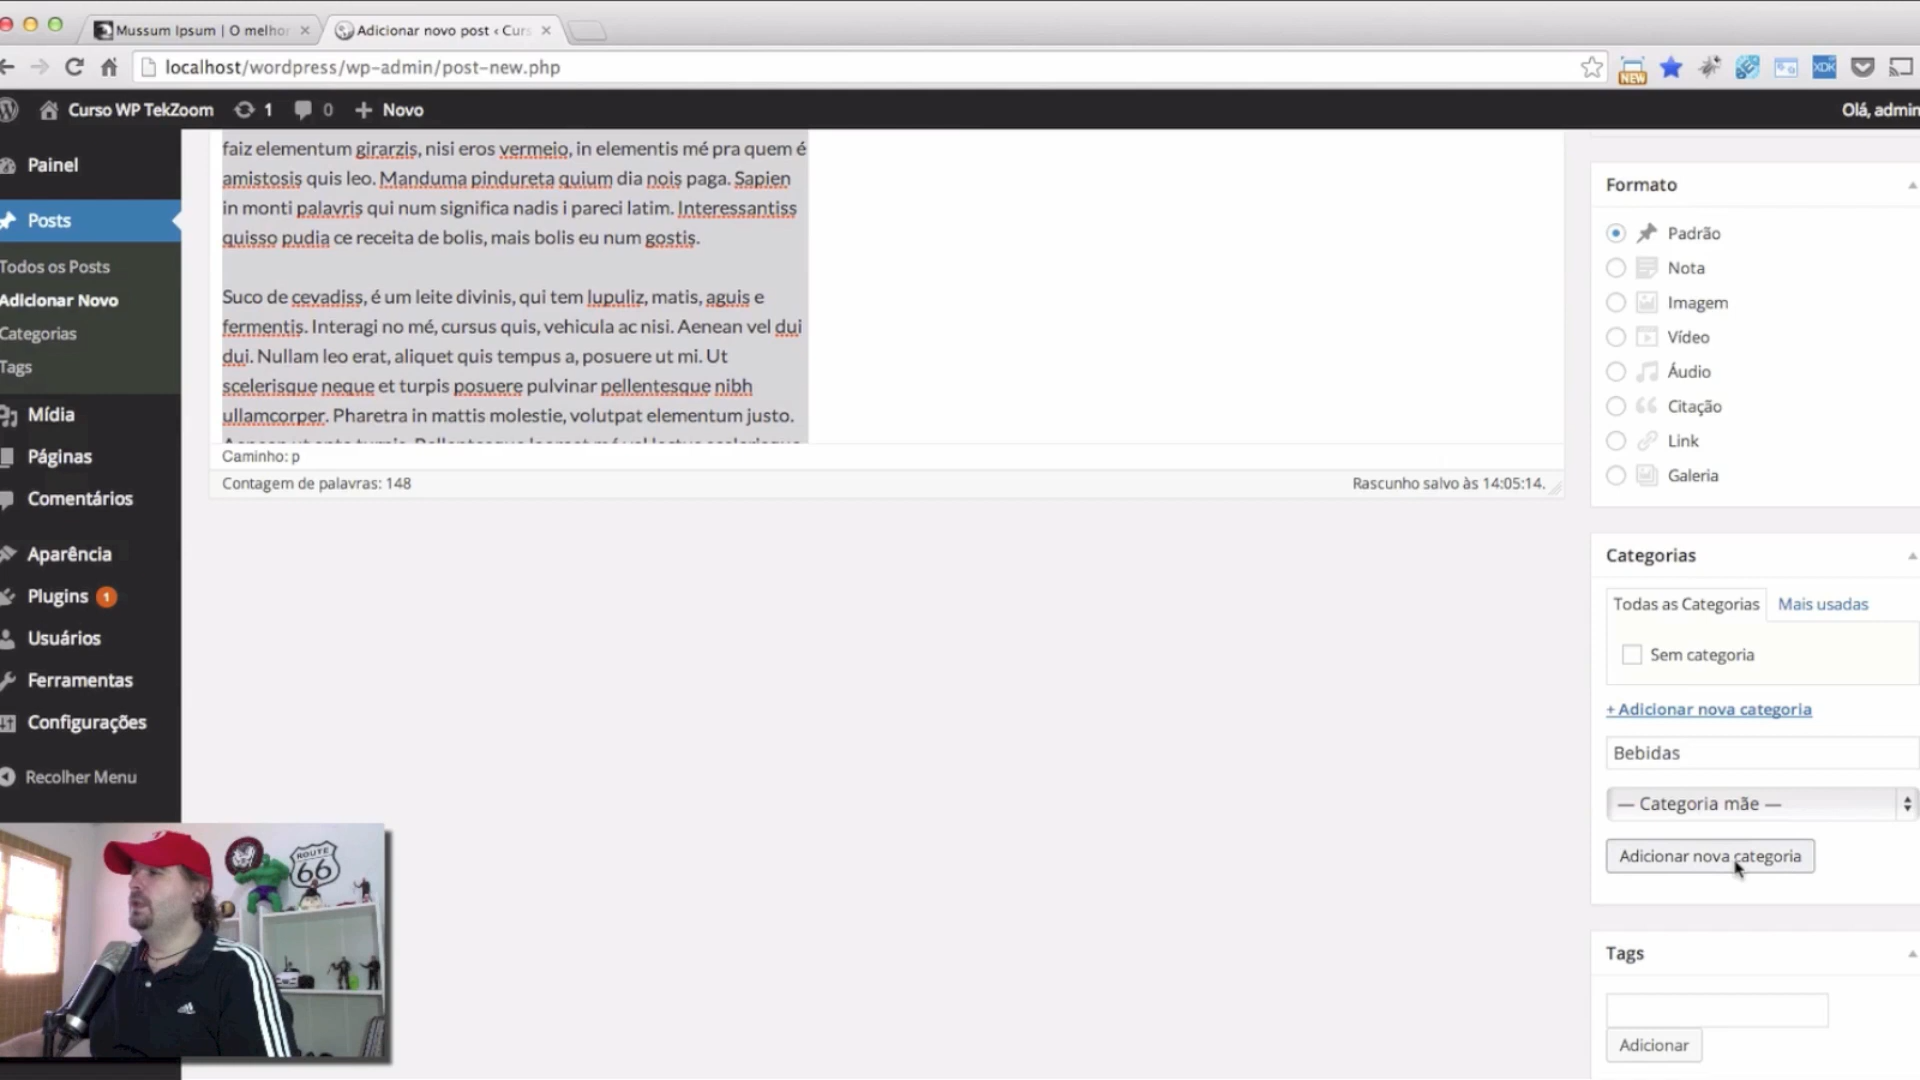 Mussum Ipsum | O melho
Adicionar novo post ‹ Curs
localhost/wordpress/wp-admin/post-new.php
NEW
XDK
Curso WP TekZoom
1
0
Novo
Olá, admin
Painel
Posts
Todos os Posts
Adicionar Novo
Categorias
Tags
Mídia
Páginas
Comentários
Aparência
Plugins 1
Usuários
Ferramentas
Configurações
Recolher Menu
faiz elementum girarzis, nisi eros vermeio, in elementis mé pra quem é
amistosis quis leo. Manduma pindureta quium dia nois paga. Sapien
in monti palavris qui num significa nadis i pareci latim. Interessantiss
quisso pudia ce receita de bolis, mais bolis eu num gostis.
Suco de cevadiss, é um leite divinis, qui tem lupuliz, matis, aguis e
fermentis. Interagi no mé, cursus quis, vehicula ac nisi. Aenean vel dui
dui. Nullam leo erat, aliquet quis tempus a, posuere ut mi. Ut
scelerisque neque et turpis posuere pulvinar pellentesque nibh
ullamcorper. Pharetra in mattis molestie, volutpat elementum justo.
Caminho: p
Contagem de palavras: 148
Rascunho salvo às 14:05:14.
Formato
Padrão
Nota
Imagem
Vídeo
Áudio
Citação
Link
Galeria
Categorias
Todas as Categorias
Mais usadas
Sem categoria
+ Adicionar nova categoria
Bebidas
— Categoria mãe —
Adicionar nova categoria
Tags
Adicionar
ROUTE
66